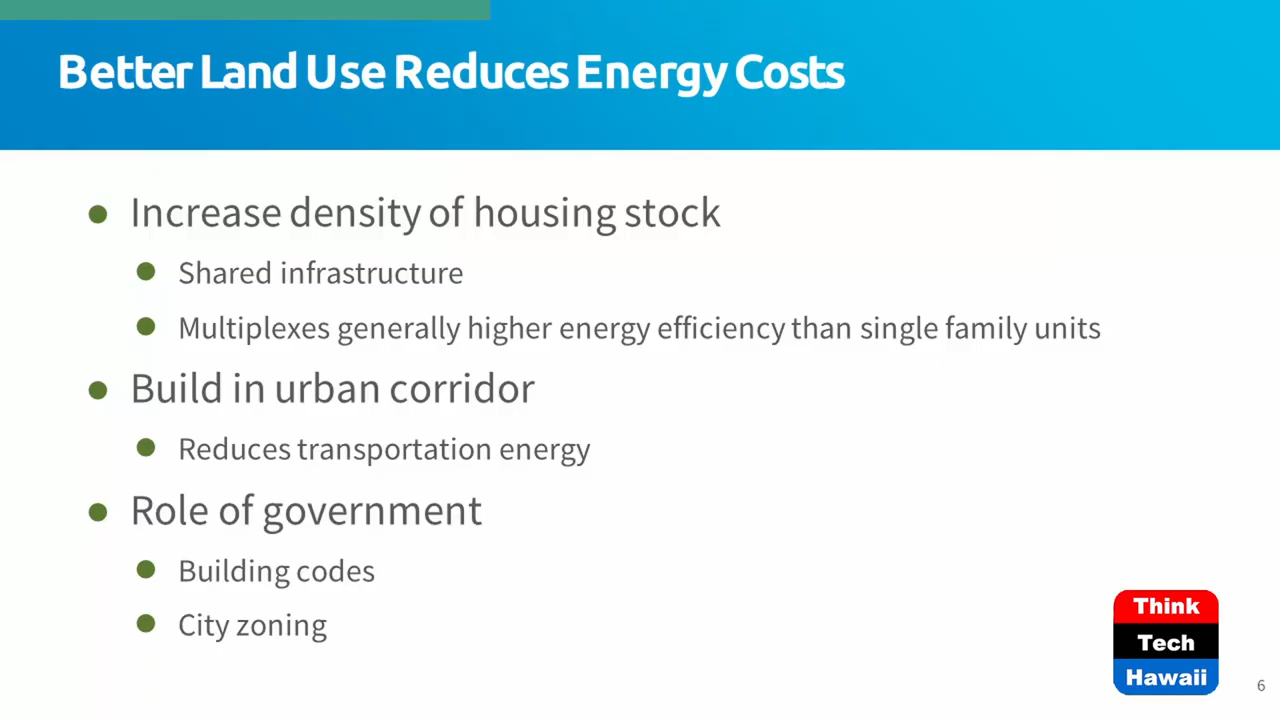 Better Land Use Reduces Energy Costs
Increase density of housing stock
Shared infrastructure
Multiplexes generally higher energy efficiency than single family units
Build in urban corridor
Reduces transportation energy
Role of government
Building codes
City zoning
Think
Tech
Hawaii
6